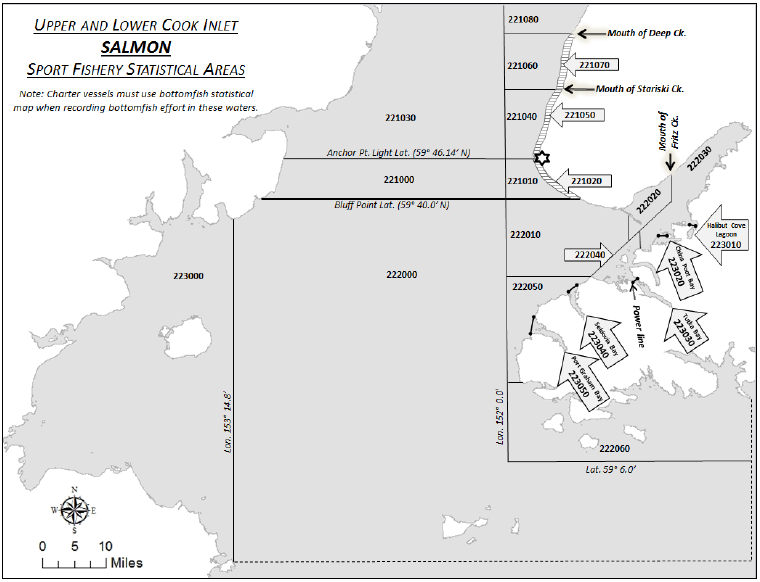 UPPER AND LOWER COOK INLET
SALMON
SPORT FISHERY STATISTICAL AREAS
Note: Charter vessels must use bottomfish statistical
map when recording bottomfish effort in these waters.
221080
Mouth of Deep Ck.
221060
221070
Mouth of Stariski Ck.
221030
221040
221050
Mouth of
Fritz Ck.
Anchor Pt. Light Lat. (59° 46.14’ N)
222030
221000
221010
221020
222020
Bluff Point Lat. (59° 40.0’ N)
Halibut Cove
Lagoon
223010
222010
222040
China Poot Bay
223020
223000
222000
222050
Power line
Tutka Bay
223030
Seldovia Bay
223040
Port Graham Bay
223050
Lon. 153° 14.8’
Lon. 152° 0.0’
222060
Lat. 59° 6.0’
N
W
E
S
0 5 10
Miles